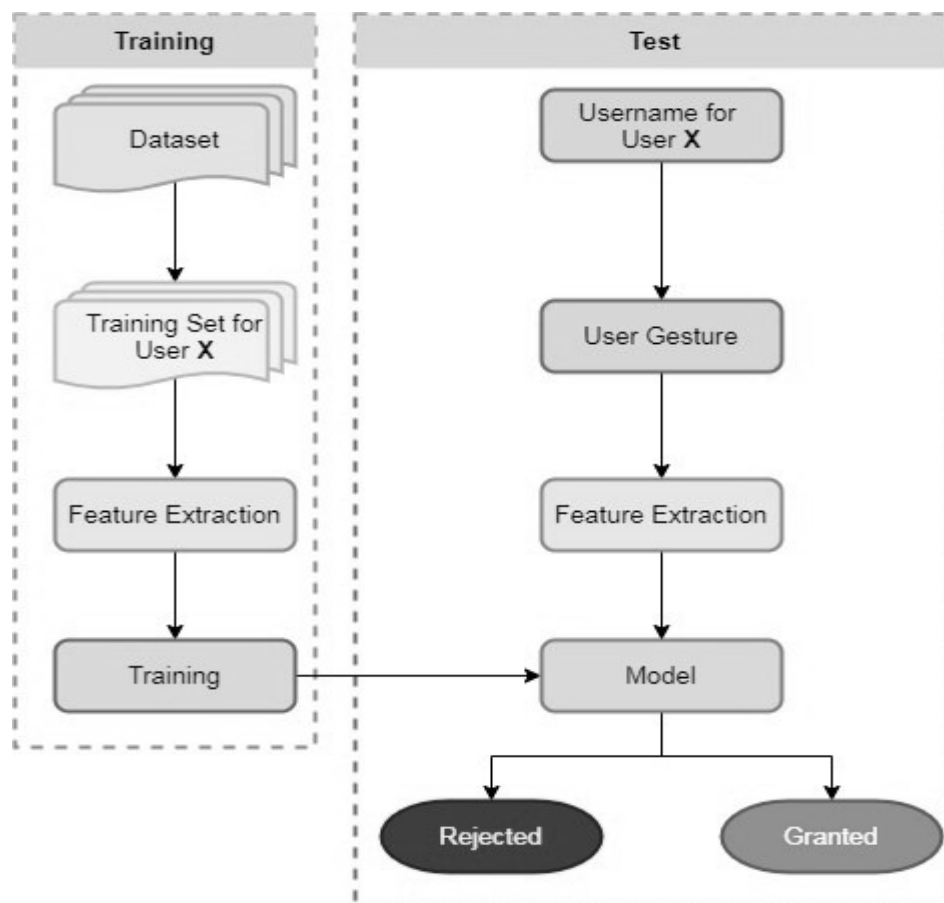 Training
Dataset
Training Set for
User X
Feature Extraction
Training
Test
Username for
User X
User Gesture
Feature Extraction
Model
Rejected
Granted